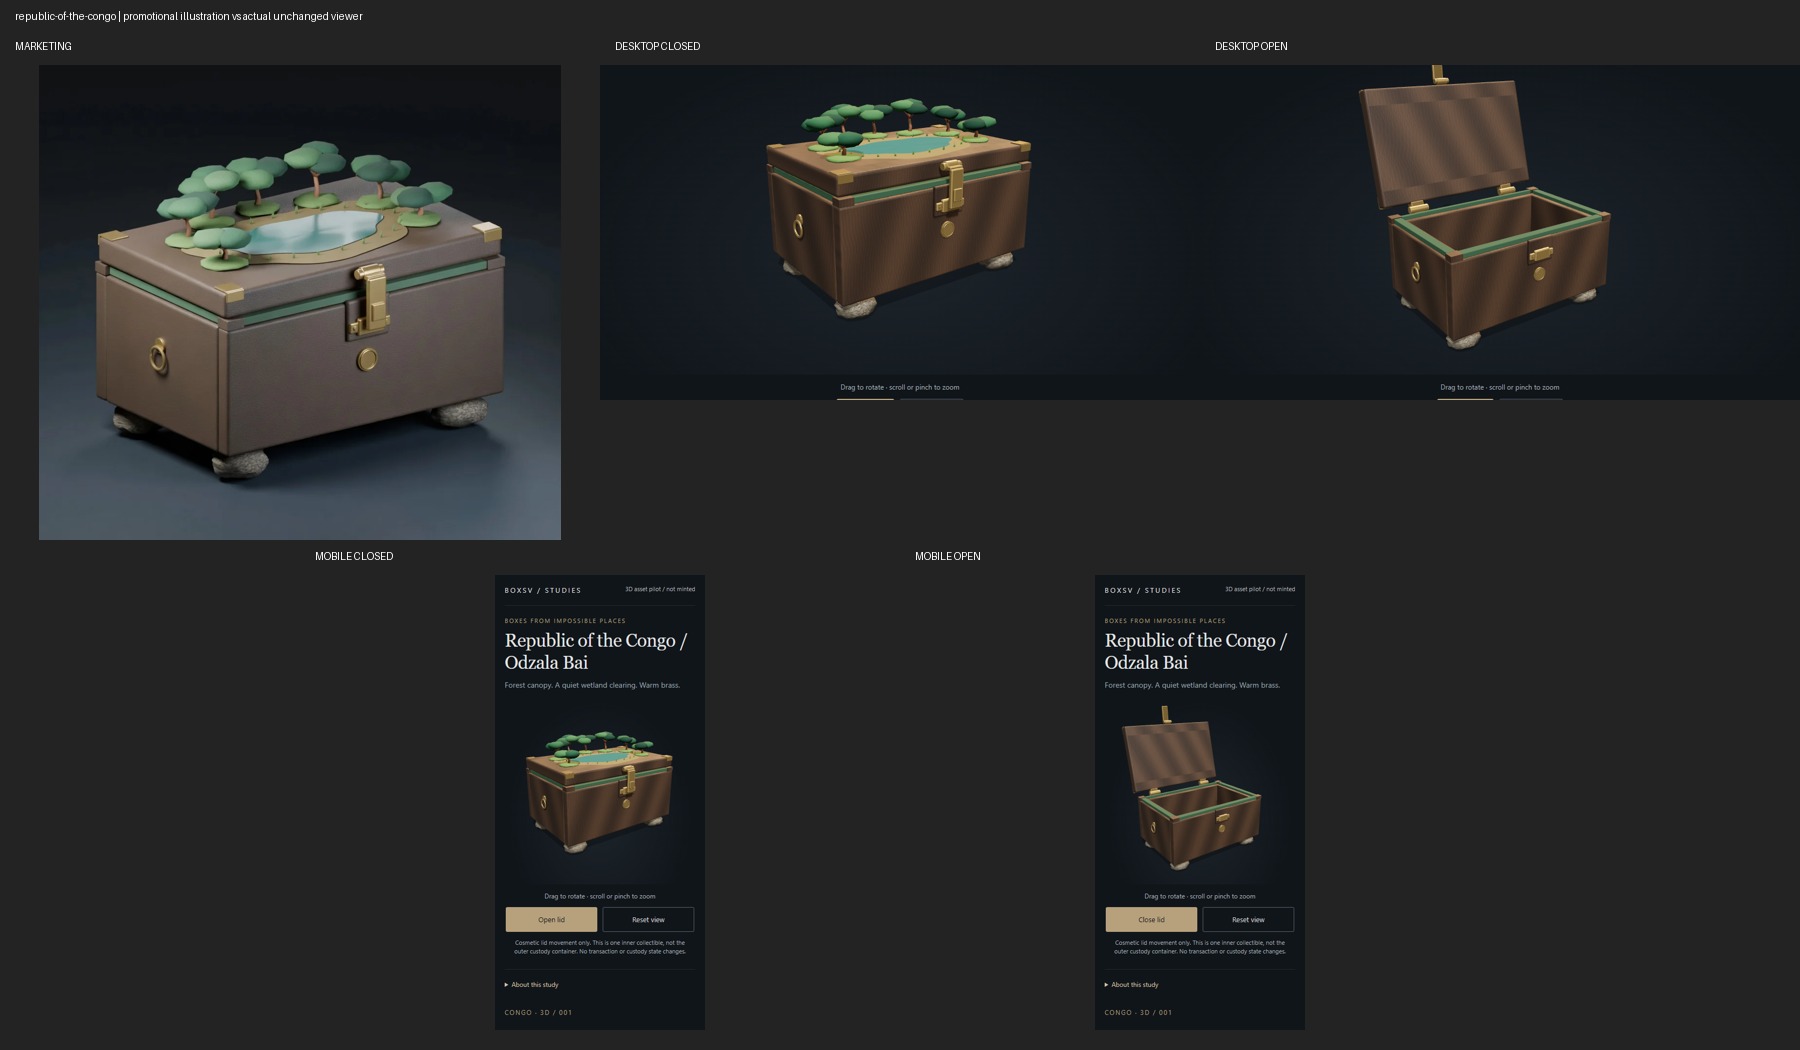 republic-of-the-congo | promotional illustration vs actual unchanged viewer
MARKETING
DESKTOP CLOSED
DESKTOP OPEN
Drag to rotate · scroll or pinch to zoom
Drag to rotate · scroll or pinch to zoom
MOBILE CLOSED
MOBILE OPEN
BOXSV / STUDIES
3D asset pilot / not minted
BOXES FROM IMPOSSIBLE PLACES
Republic of the Congo /
Odzala Bai
Forest canopy. A quiet wetland clearing. Warm brass.
Drag to rotate · scroll or pinch to zoom
Open lid
Reset view
Cosmetic lid movement only. This is one inner collectible, not the
outer custody container. No transaction or custody state changes.
▸ About this study
CONGO - 3D / 001
BOXSV / STUDIES
3D asset pilot / not minted
BOXES FROM IMPOSSIBLE PLACES
Republic of the Congo /
Odzala Bai
Forest canopy. A quiet wetland clearing. Warm brass.
Drag to rotate · scroll or pinch to zoom
Close lid
Reset view
Cosmetic lid movement only. This is one inner collectible, not the
outer custody container. No transaction or custody state changes.
▸ About this study
CONGO - 3D / 001